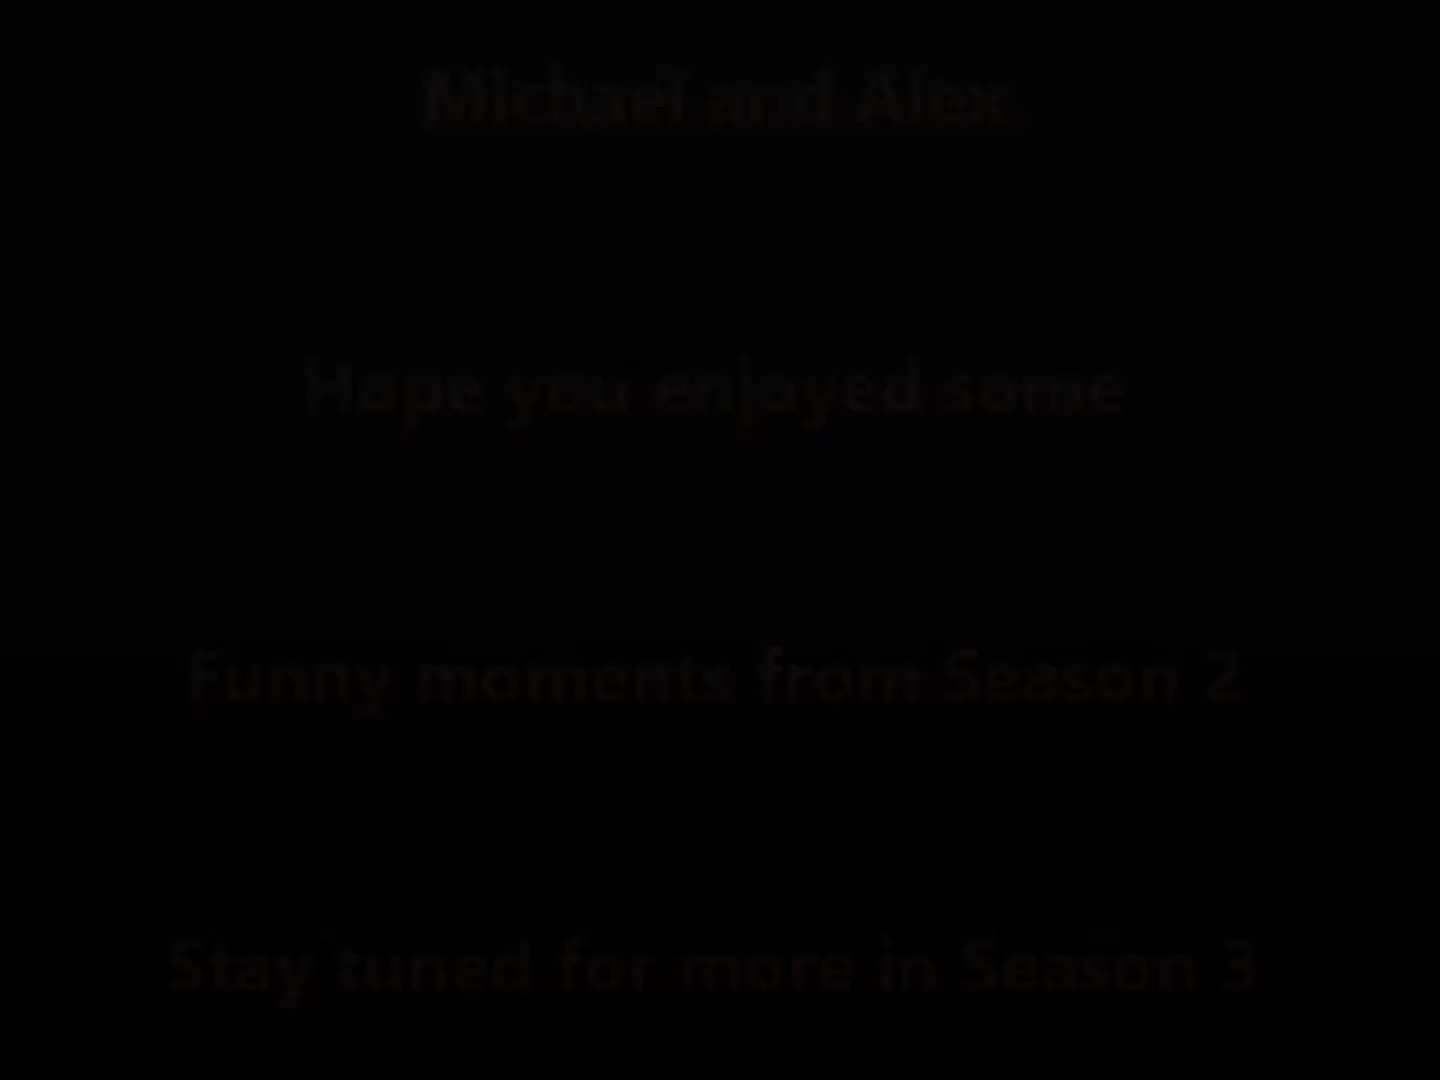 Michael and Alex
Hope you enjoyed some
Funny moments from Season 2
Stay tuned for more in Season 3